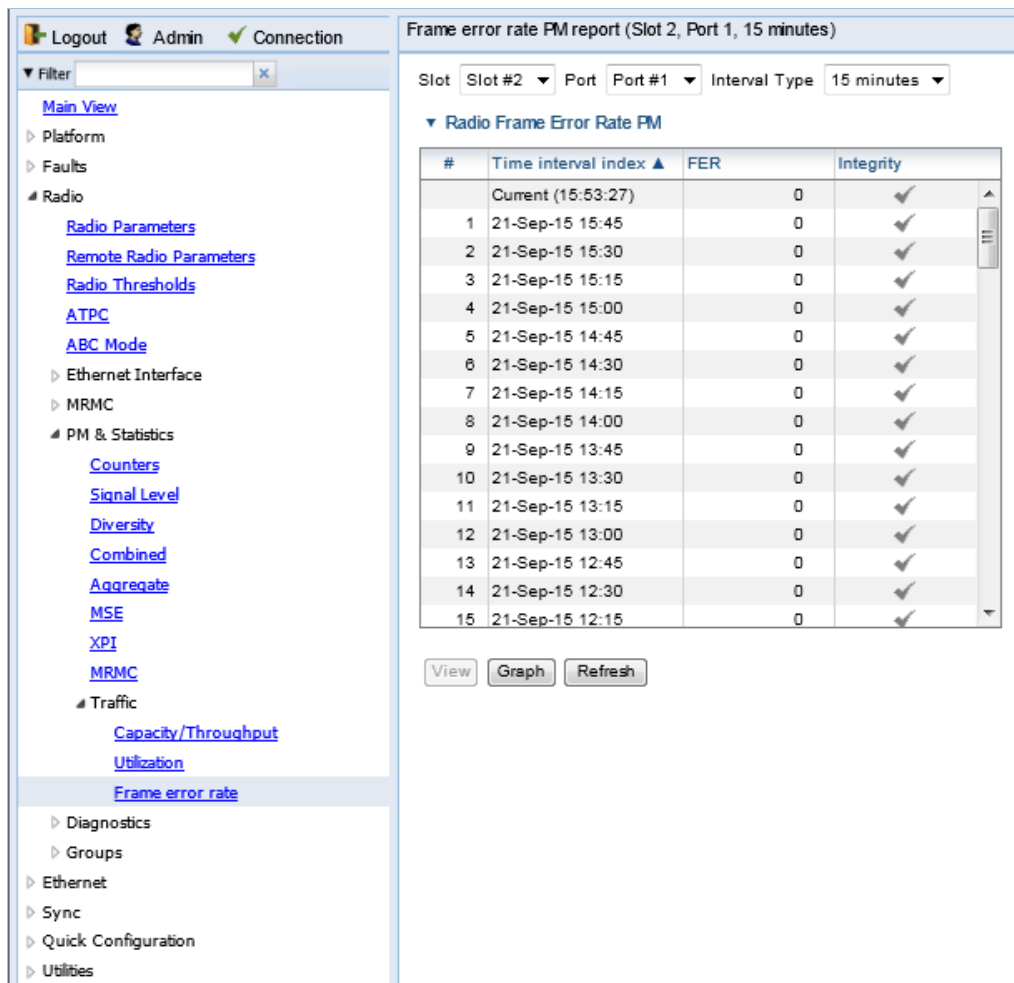 Logout Admin Connection
Filter
Main View
Platform
Faults
Radio
Radio Parameters
Remote Radio Parameters
Radio Thresholds
ATPC
ABC Mode
Ethernet Interface
MRMC
PM & Statistics
Counters
Signal Level
Diversity
Combined
Aggregate
MSE
XPI
MRMC
Traffic
Capacity/Throughput
Utilization
Frame error rate
Diagnostics
Groups
Ethernet
Sync
Quick Configuration
Utilities
Frame error rate PM report (Slot 2, Port 1, 15 minutes)
Slot Slot #2 Port Port #1 Interval Type 15 minutes
Radio Frame Error Rate PM
# Time interval index ▲ FER Integrity
Current (15:53:27) 0 ✓
1 21-Sep-15 15:45 0 ✓
2 21-Sep-15 15:30 0 ✓
3 21-Sep-15 15:15 0 ✓
4 21-Sep-15 15:00 0 ✓
5 21-Sep-15 14:45 0 ✓
6 21-Sep-15 14:30 0 ✓
7 21-Sep-15 14:15 0 ✓
8 21-Sep-15 14:00 0 ✓
9 21-Sep-15 13:45 0 ✓
10 21-Sep-15 13:30 0 ✓
11 21-Sep-15 13:15 0 ✓
12 21-Sep-15 13:00 0 ✓
13 21-Sep-15 12:45 0 ✓
14 21-Sep-15 12:30 0 ✓
15 21-Sep-15 12:15 0 ✓
View Graph Refresh